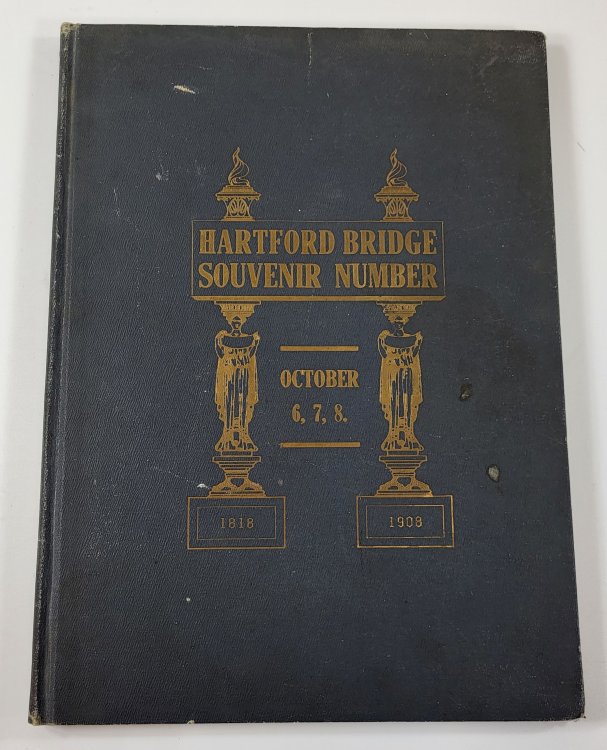 HARTFORD BRIDGE
SOUVENIR NUMBER
OCTOBER
6, 7, 8.
1818
1908